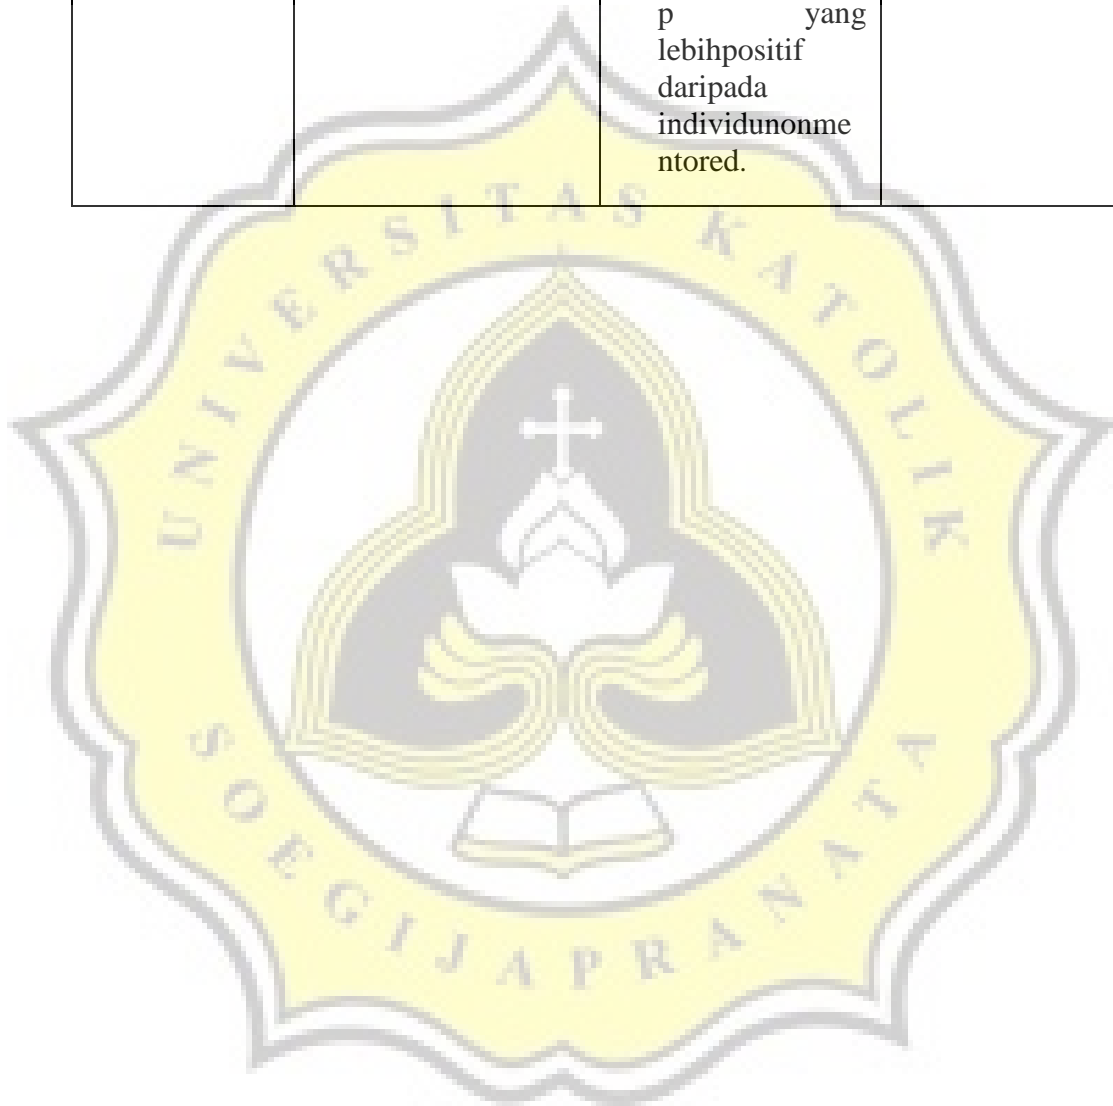 p yang
lebihpositif
daripada
individunonme
ntored.
UNIVERSITAS KATOLIK
SOEGIJAPRANATA